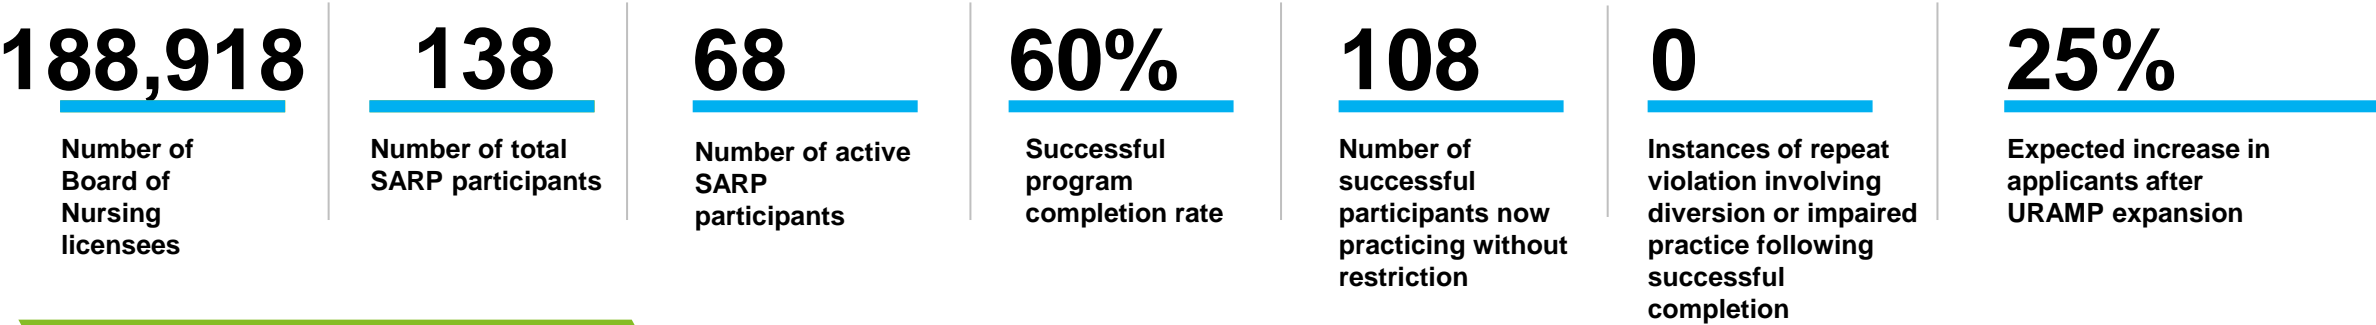 188,918
Number of
Board of
Nursing
licensees
138
Number of total
SARP participants
68
Number of active
SARP
participants
60%
Successful
program
completion rate
108
Number of
successful
participants now
practicing without
restriction
0
Instances of repeat
violation involving
diversion or impaired
practice following
successful
completion
25%
Expected increase in
applicants after
URAMP expansion